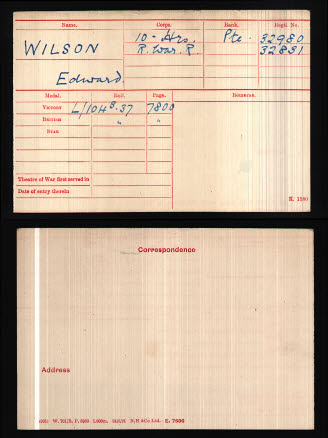 Name. Corps. Rank. Regtl. No.
WILSON 10 - Hrs. Pte. 32980
R. War. R. 32831
Edward.
Medal. Roll. Page. Remarks.
Victory L/104 B. 37 7800
British " "
Star
Theatre of War first served in
Date of entry therein
K. 1380
Correspondence
Address